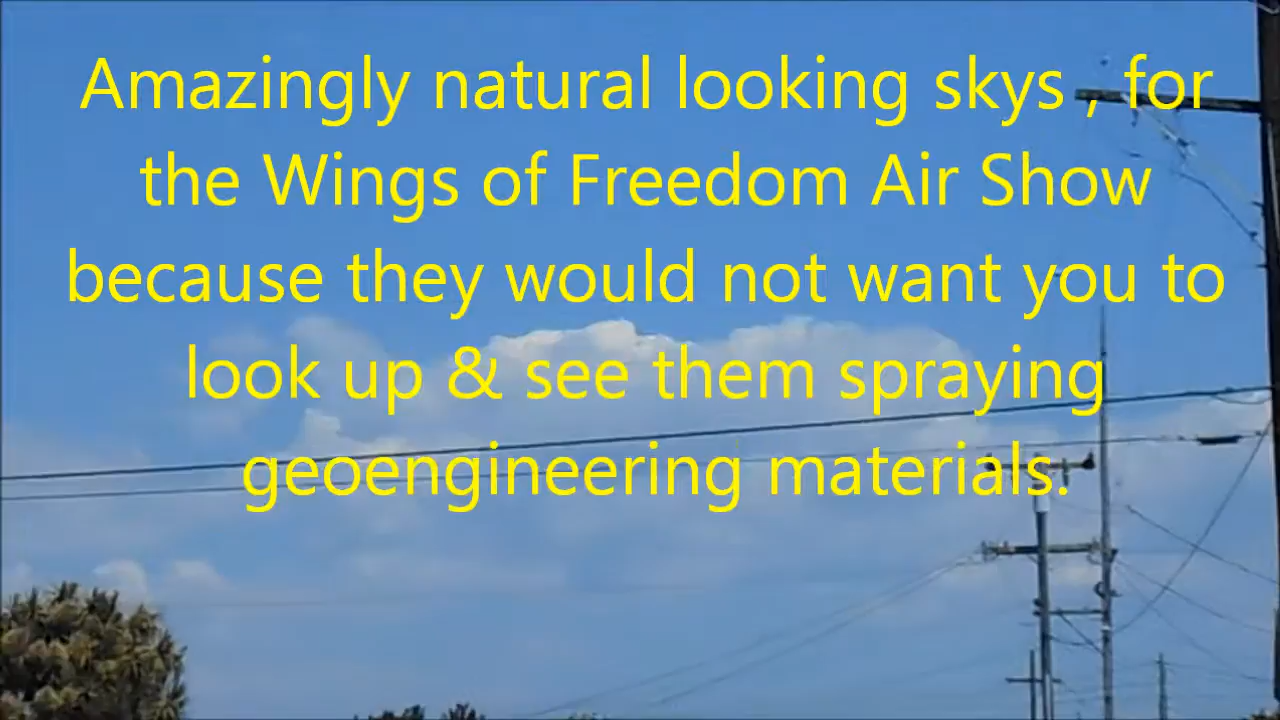 Amazingly natural looking skys , for
the Wings of Freedom Air Show
because they would not want you to
look up & see them spraying
geoengineering materials.